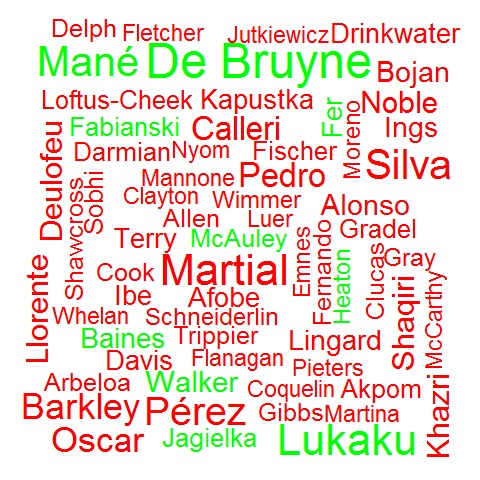 Delph Fletcher Jutkiewicz Drinkwater
Mané De Bruyne Bojan
Loftus-Cheek Kapustka Noble
Fabianski Calleri Fer Moreno Ings
Deulofeu Darmian Nyom Fischer Silva
Sobhi Mannone Pedro
Shawcross Clayton Wimmer Alonso
Allen Luer Gradel
Terry McAuley Emnes Fernando Gray
Llorente Cook Martial Heaton Clucas
Ibe Afobe Shaqiri McCarthy
Whelan Schneiderlin
Baines Trippier Lingard
Davis Flanagan Pieters
Arbeloa Walker Coquelin Akpom
Barkley Pérez Gibbs Martina Khazri
Oscar Jagielka Lukaku